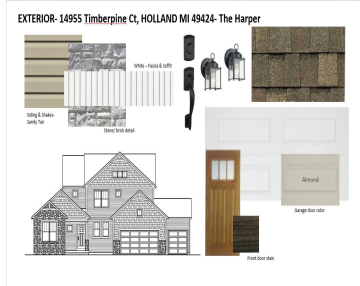 EXTERIOR- 14955 Timberpine Ct, HOLLAND MI 49424- The Harper
White – Fascia & Soffit
Siding & Shakes-
Sandy Tan
Stone/ brick detail
Almond
Garage door color
Front door stain